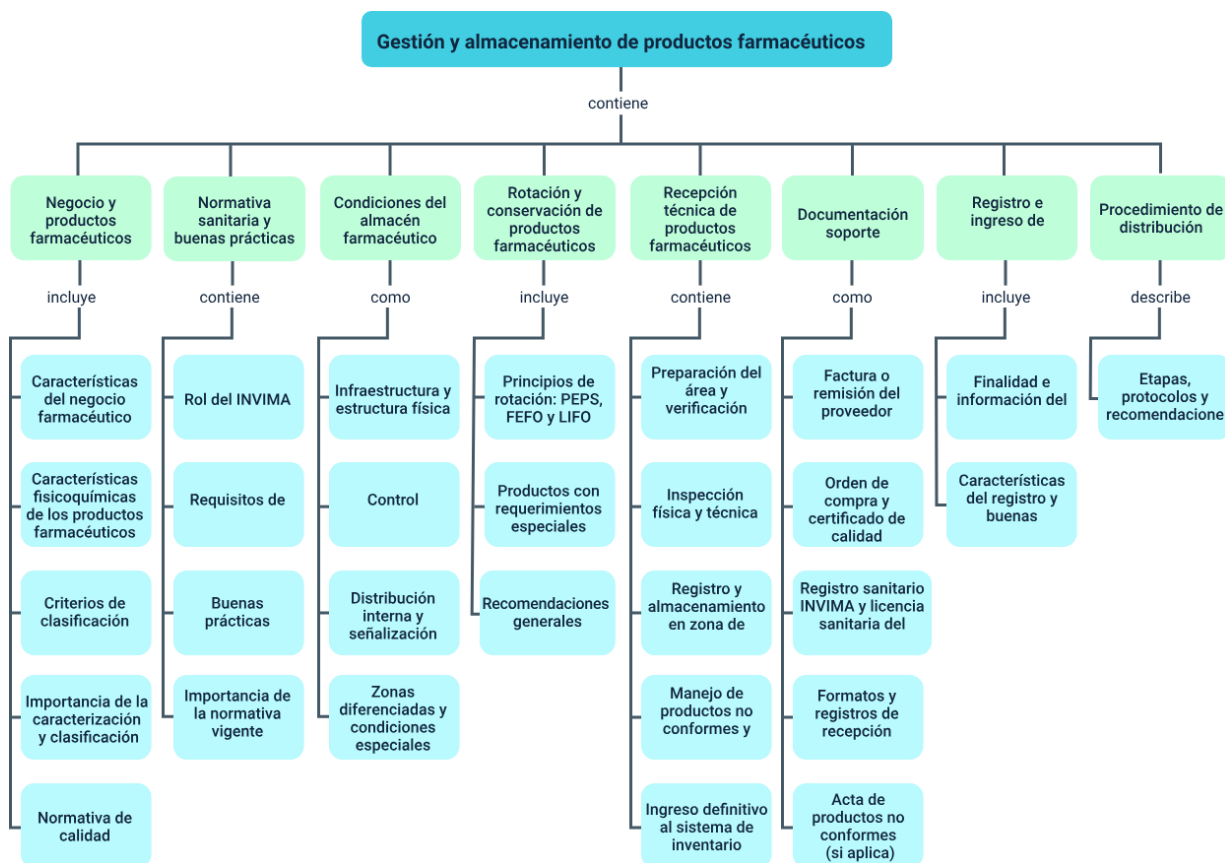 Gestión y almacenamiento de productos farmacéuticos
contiene
Negocio y
productos
farmacéuticos
Normativa
sanitaria y
buenas prácticas
Condiciones del
almacén
farmacéutico
Rotación y
conservación de
productos
farmacéuticos
Recepción
técnica de
productos
farmacéuticos
Documentación
soporte
Registro e
ingreso de
Procedimiento de
distribución
incluye
contiene
como
incluye
contiene
como
incluye
describe
Características
del negocio
farmacéutico
Rol del INVIMA
Infraestructura y
estructura física
Principios de
rotación: PEPS,
FEFO y LIFO
Preparación del
área y
verificación
Factura o
remisión del
proveedor
Finalidad e
información del
Etapas,
protocolos y
recomendacione
Características
fisicoquímicas
de los productos
farmacéuticos
Requisitos de
Control
Productos con
requerimientos
especiales
Inspección
física y técnica
Orden de
compra y
certificado de
calidad
Características
del registro y
buenas
Criterios de
clasificación
Buenas
prácticas
Distribución
interna y
señalización
Recomendaciones
generales
Registro y
almacenamiento
en zona de
Registro sanitario
INVIMA y licencia
sanitaria del
Importancia de la
caracterización
y clasificación
Importancia de
la normativa
vigente
Zonas
diferenciadas y
condiciones
especiales
Manejo de
productos no
conformes y
Formatos y
registros de
recepción
Normativa de
calidad
Ingreso definitivo
al sistema de
inventario
Acta de
productos no
conformes
(si aplica)